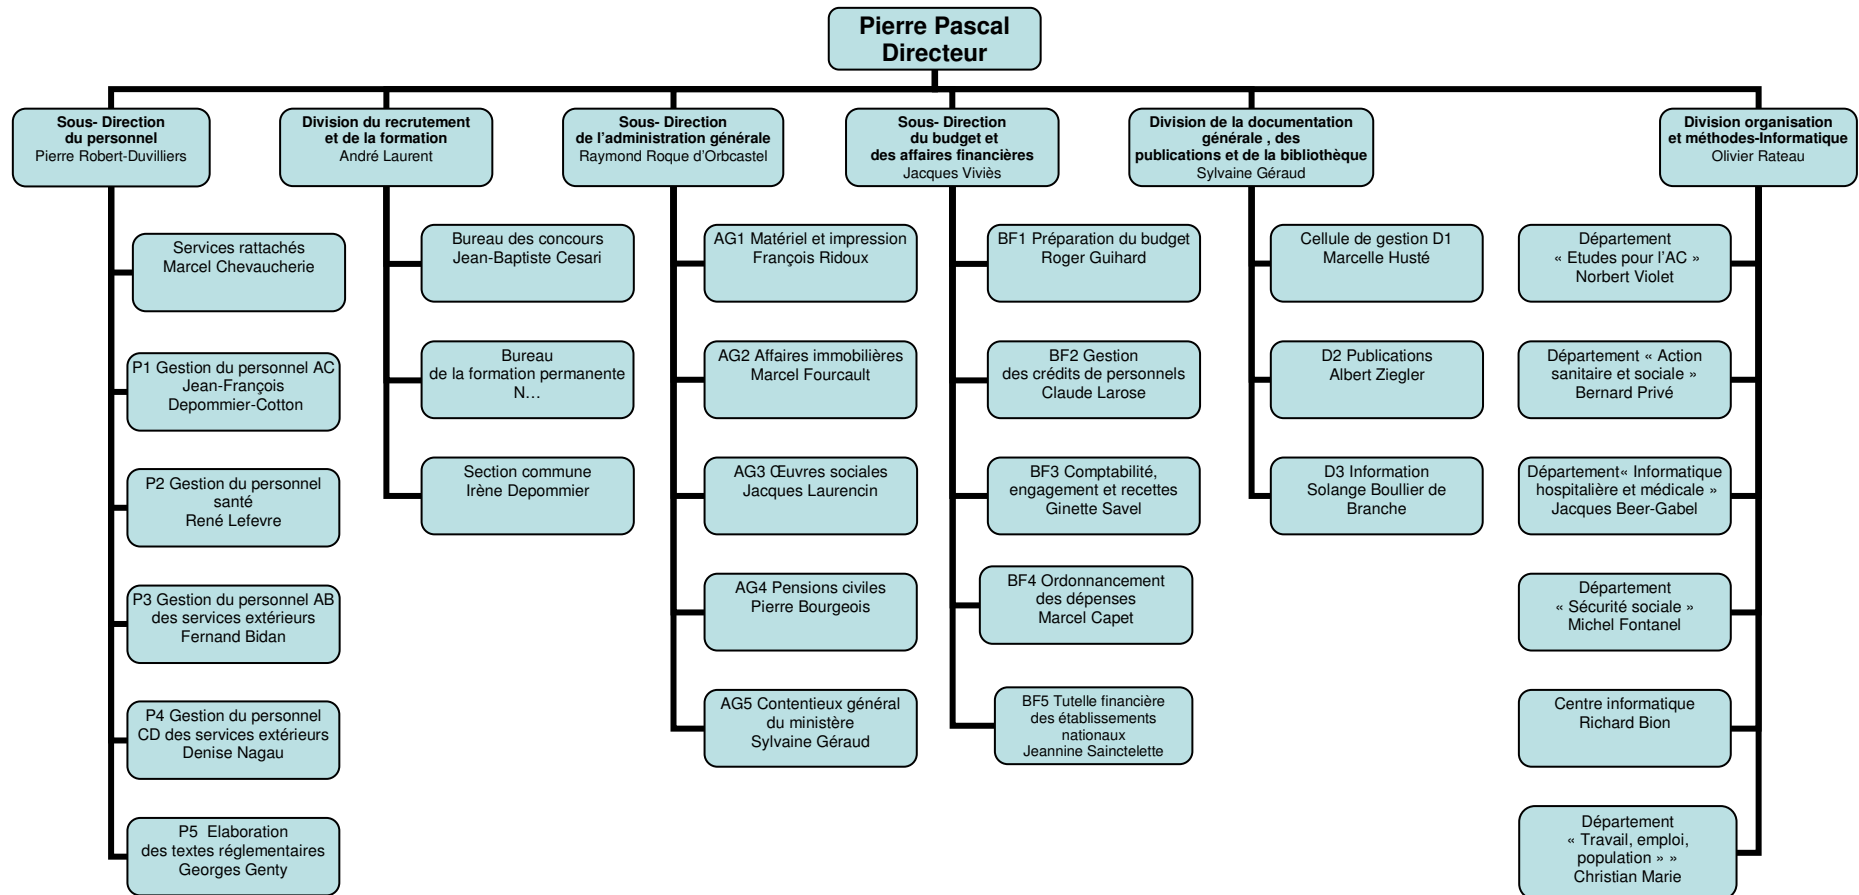 Pierre Pascal
Directeur
Sous- Direction
du personnel
Pierre Robert-Duvilliers
Services rattachés
Marcel Chevaucherie
P1 Gestion du personnel AC
Jean-François
Depommier-Cotton
P2 Gestion du personnel
santé
René Lefevre
P3 Gestion du personnel AB
des services extérieurs
Fernand Bidan
P4 Gestion du personnel
CD des services extérieurs
Denise Nagau
P5 Elaboration
des textes réglementaires
Georges Genty
Division du recrutement
et de la formation
André Laurent
Bureau des concours
Jean-Baptiste Cesari
Bureau
de la formation permanente
N…
Section commune
Irène Depommier
Sous- Direction
de l'administration générale
Raymond Roque d'Orbcastel
AG1 Matériel et impression
François Ridoux
AG2 Affaires immobilières
Marcel Fourcault
AG3 Œuvres sociales
Jacques Laurencin
AG4 Pensions civiles
Pierre Bourgeois
AG5 Contentieux général
du ministère
Sylvaine Géraud
Sous- Direction
du budget et
des affaires financières
Jacques Viviès
BF1 Préparation du budget
Roger Guihard
BF2 Gestion
des crédits de personnels
Claude Larose
BF3 Comptabilité,
engagement et recettes
Ginette Savel
BF4 Ordonnancement
des dépenses
Marcel Capet
BF5 Tutelle financière
des établissements
nationaux
Jeannine Sainctelette
Division de la documentation
générale , des
publications et de la bibliothèque
Sylvaine Géraud
Cellule de gestion D1
Marcelle Husté
D2 Publications
Albert Ziegler
D3 Information
Solange Boullier de
Branche
Division organisation
et méthodes-Informatique
Olivier Rateau
Département
« Etudes pour l'AC »
Norbert Violet
Département « Action
sanitaire et sociale »
Bernard Privé
Département« Informatique
hospitalière et médicale »
Jacques Beer-Gabel
Département
« Sécurité sociale »
Michel Fontanel
Centre informatique
Richard Bion
Département
« Travail, emploi,
population » »
Christian Marie